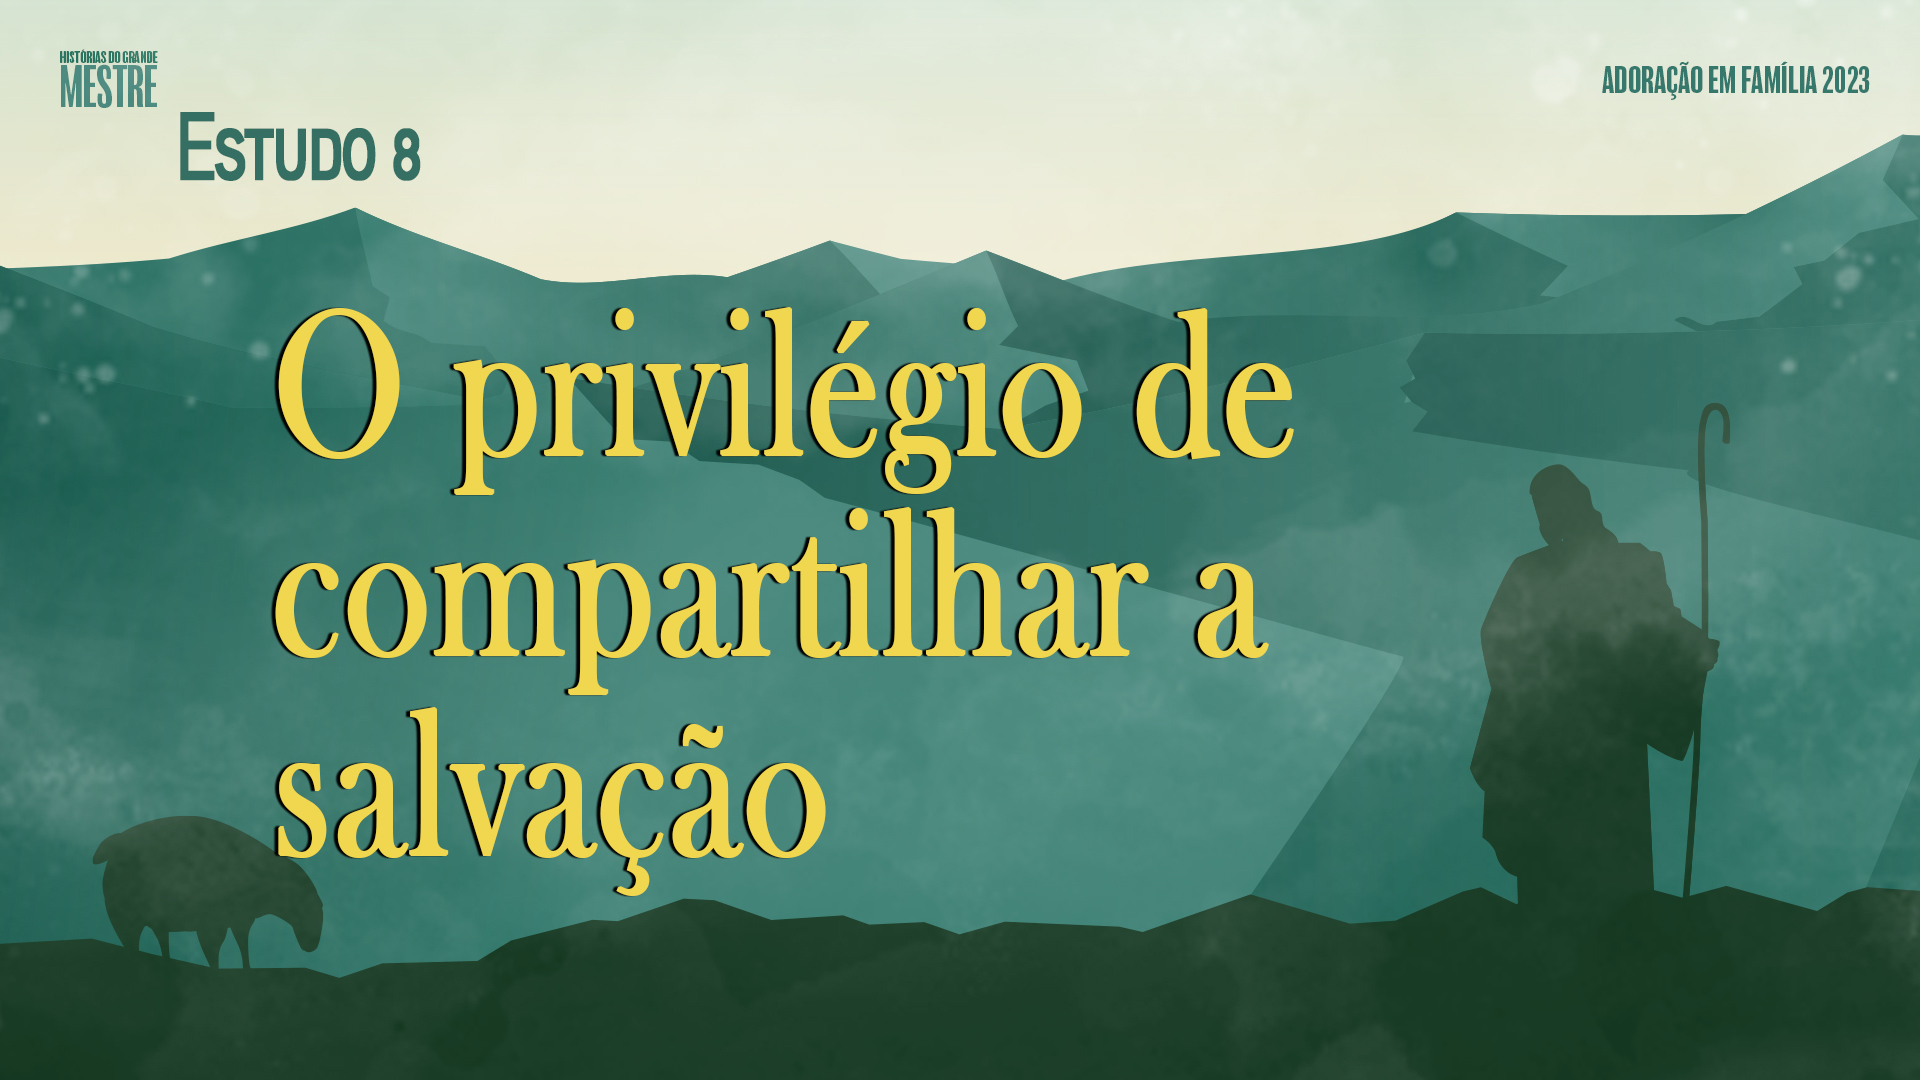 HISTÓRIAS DO GRANDE
MESTRE
ADORAÇÃO EM FAMÍLIA 2023
ESTUDO 8
O privilégio de
compartilhar a
salvação